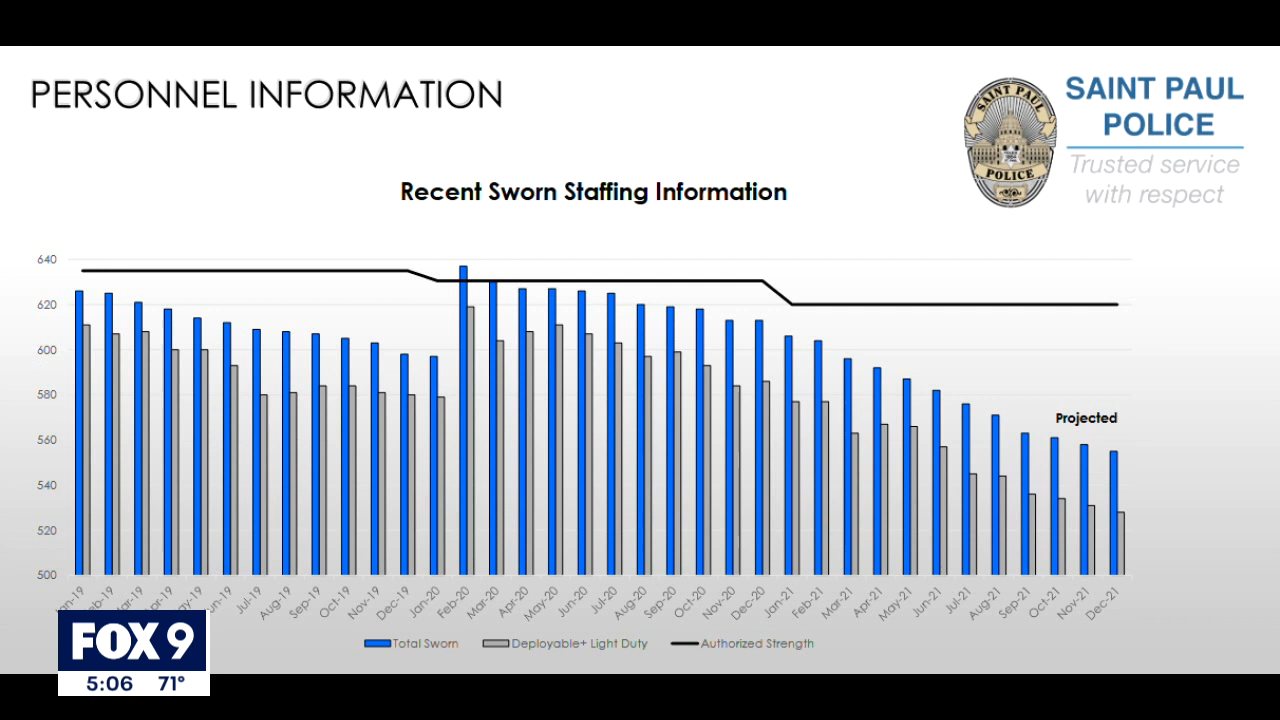 PERSONNEL INFORMATION
SAINT PAUL
POLICE
Trusted service
with respect
SAINT PAUL
POLICE
Recent Sworn Staffing Information
640
620
600
580
560
540
520
500
Projected
Jul-19
Aug-19
Sep-19
Oct-19
Nov-19
Dec-19
Jan-20
Feb-20
Mar-20
Apr-20
May-20
Jun-20
Jul-20
Aug-20
Sep-20
Oct-20
Nov-20
Dec-20
Jan-21
Feb-21
Mar-21
Apr-21
May-21
Jun-21
Jul-21
Aug-21
Sep-21
Oct-21
Nov-21
Dec-21
Total Sworn
Deployable+ Light Duty
Authorized Strength
FOX 9
5:06 71°